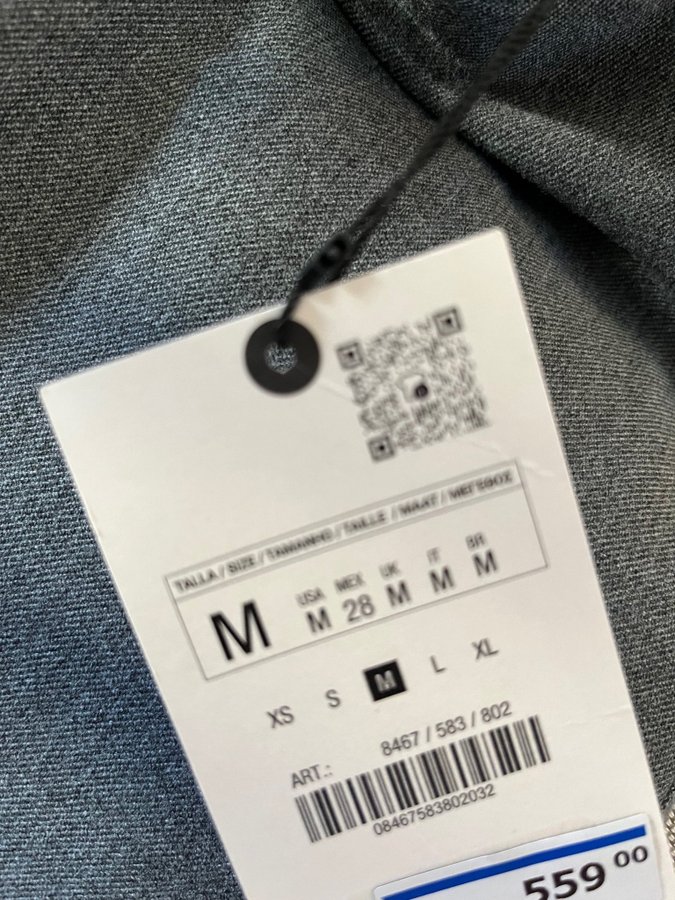 TALLA / SIZE / TAMANHO / TAILLE / MAAT / ΜΕΓΕΘΟΣ
M
USA MEX UK IT BR
M 28 M M M
XS S M L XL
8467 / 583 / 802
ART.:
08467583802032
559 00